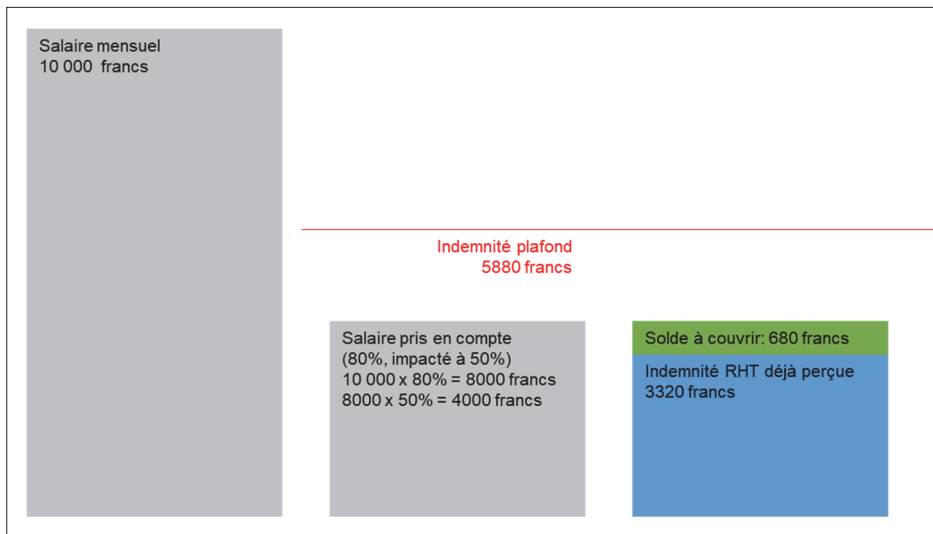 Salaire mensuel
10 000 francs
Indemnité plafond
5880 francs
Salaire pris en compte
(80%, impacté à 50%)
10 000 x 80% = 8000 francs
8000 x 50% = 4000 francs
Solde à couvrir: 680 francs
Indemnité RHT déjà perçue
3320 francs